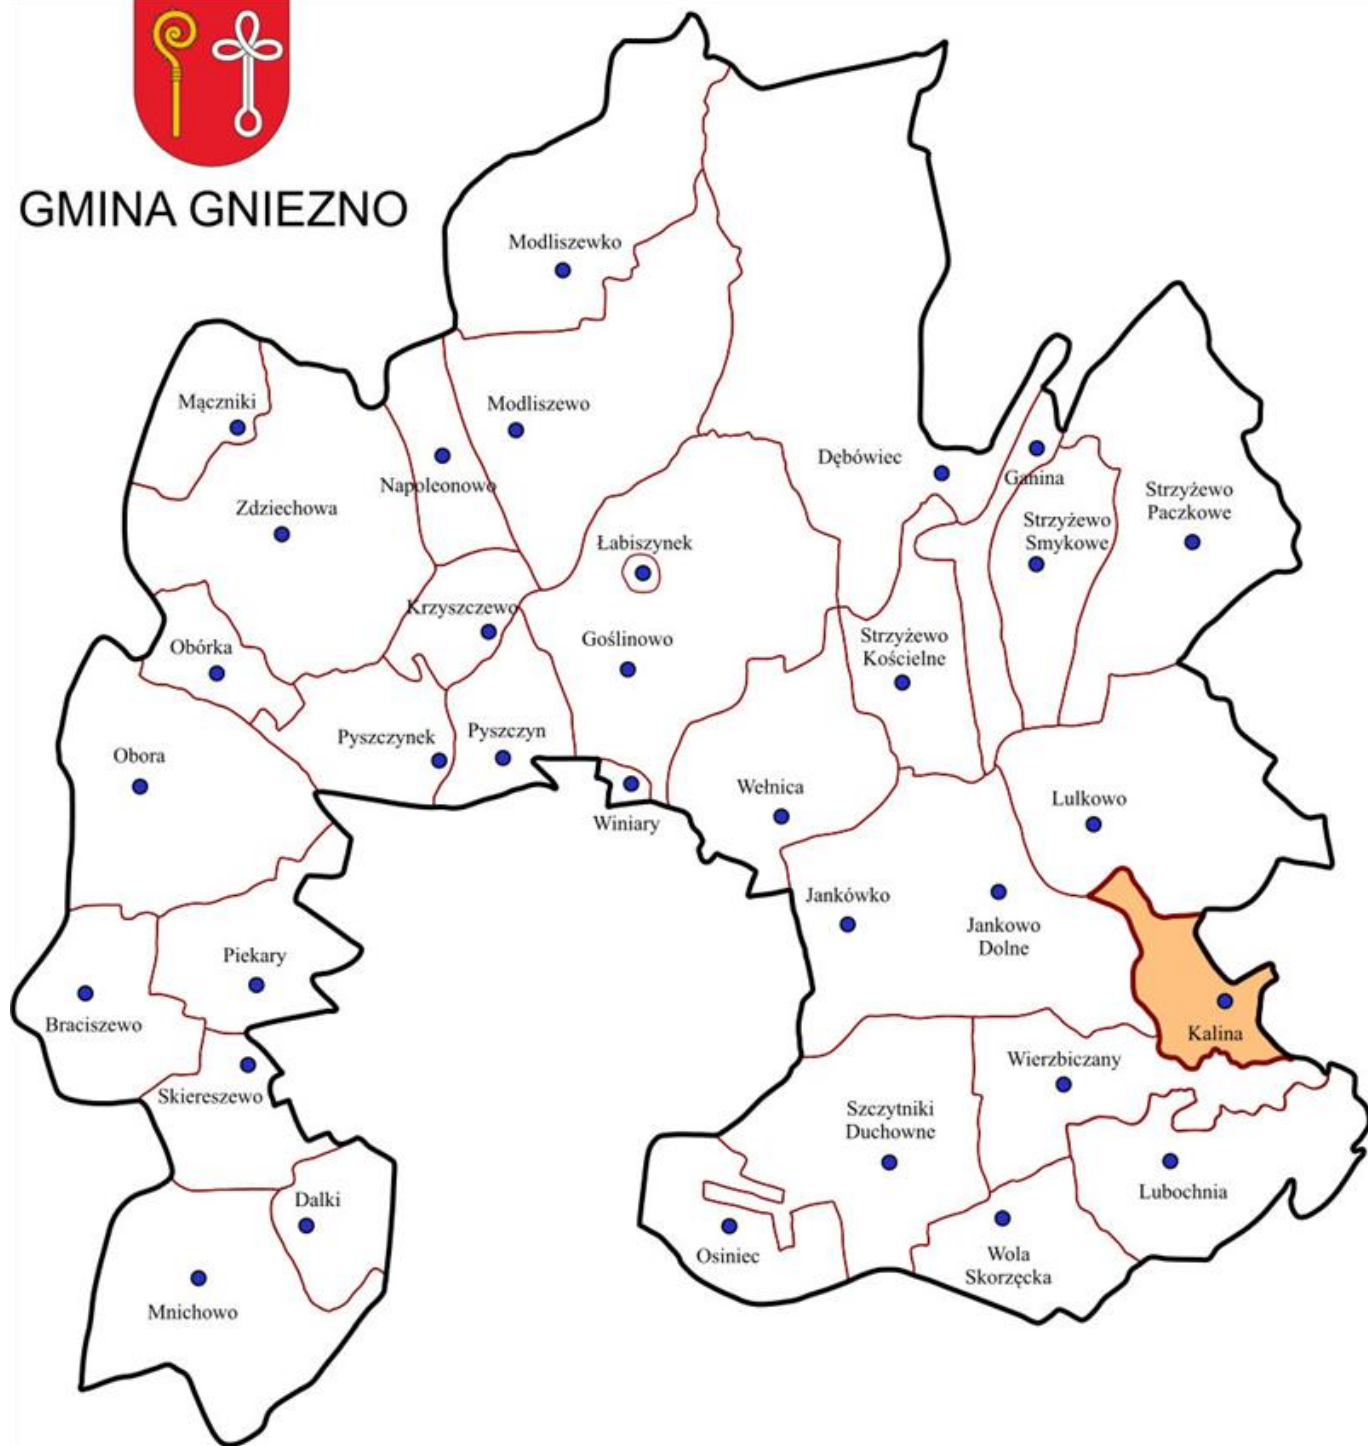 GMINA GNIEZNO
Modliszewko
Mączniki
Modliszewo
Dębówiec
Napoleonowo
Ganina
Strzyżewo
Paczkowe
Zdziechowa
Strzyżewo
Smykowe
Łabiszynek
Krzyszczewo
Obórka
Goślinowo
Strzyżewo
Kościelne
Pyszczynek
Pyszczyn
Obora
Wełnica
Lulkowo
Winiary
Jankówko
Jankowo
Dolne
Piekary
Braciszewo
Kalina
Wierzbiczany
Skiereszewo
Szczytniki
Duchowne
Dalki
Lubochnia
Osiniec
Wola
Skorzęcka
Mnichowo